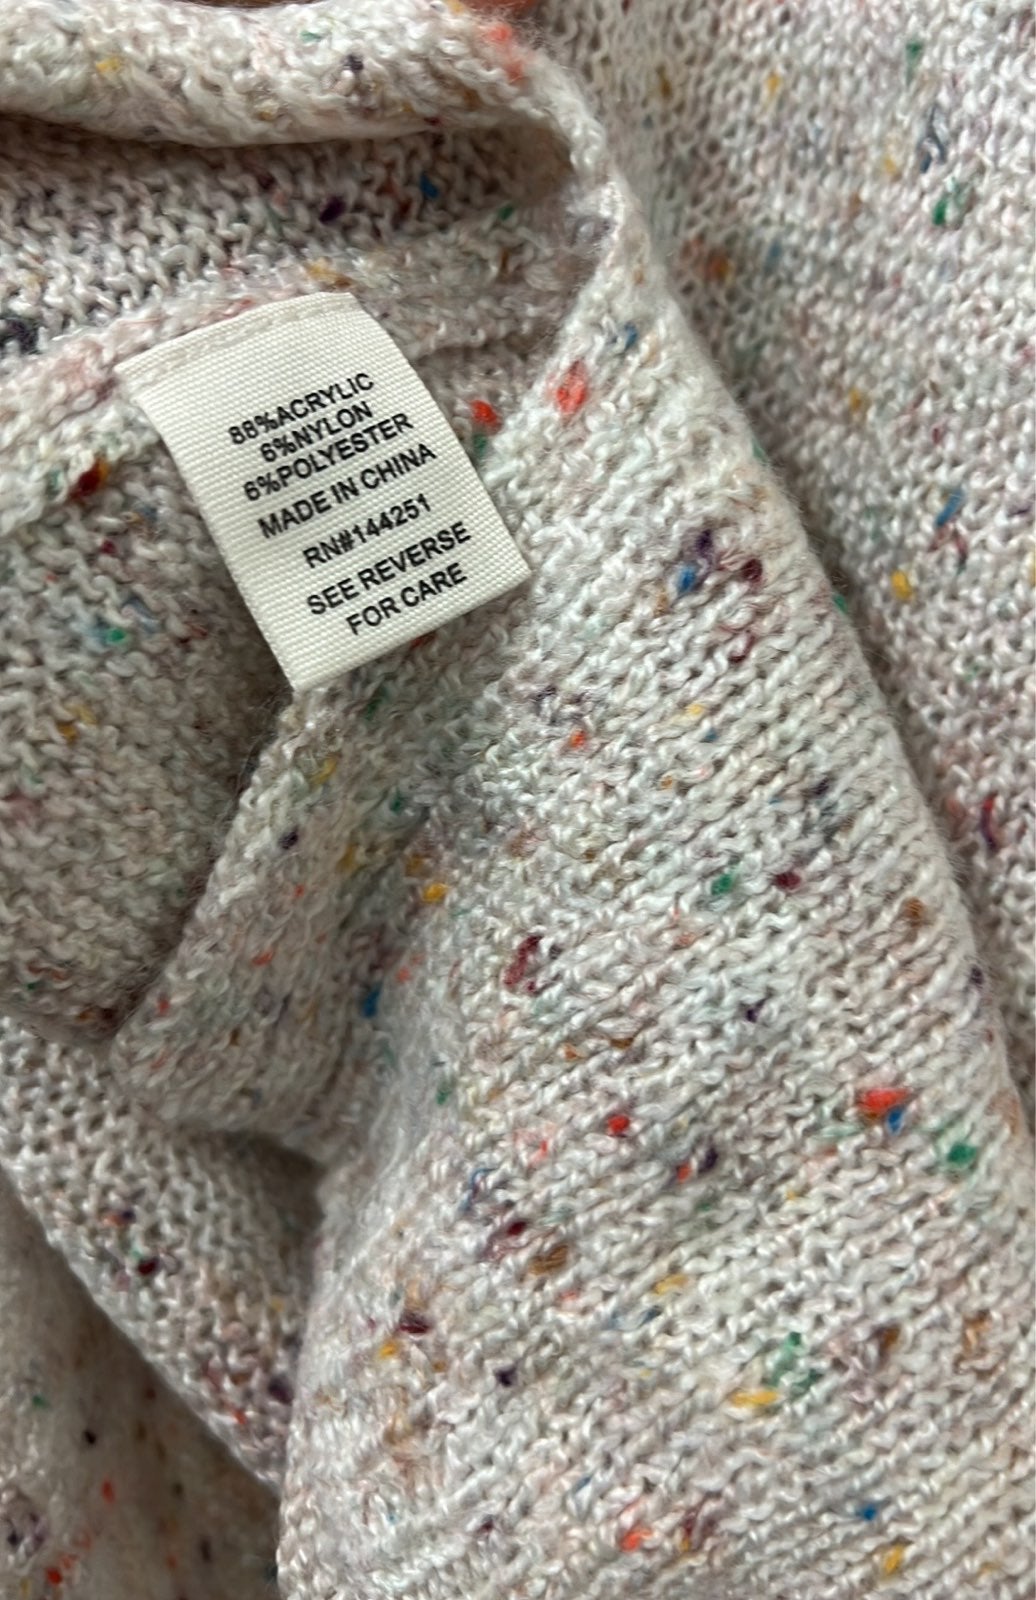 88%ACRYLIC
6%NYLON
6%POLYESTER
MADE IN CHINA
RN#144251
SEE REVERSE
FOR CARE